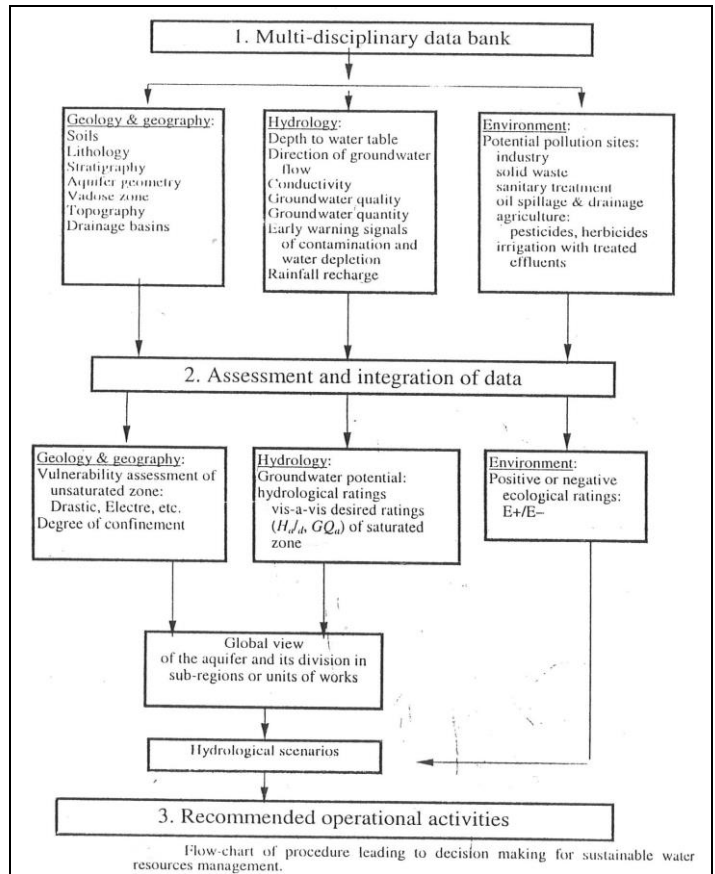 1. Multi-disciplinary data bank
Geology & geography:
Soils
Lithology
Stratigraphy
Aquifer geometry
Vadose zone
Topography
Drainage basins
Hydrology:
Depth to water table
Direction of groundwater
flow
Conductivity
Groundwater quality
Groundwater quantity
Early warning signals
of contamination and
water depletion
Rainfall recharge
Environment:
Potential pollution sites:
industry
solid waste
sanitary treatment
oil spillage & drainage
agriculture:
pesticides, herbicides
irrigation with treated
effluents
2. Assessment and integration of data
Geology & geography:
Vulnerability assessment of
unsaturated zone:
Drastic, Electre, etc.
Degree of confinement
Hydrology:
Groundwater potential:
hydrological ratings
vis-a-vis desired ratings
of saturated
zone
Environment:
Positive or negative
ecological ratings:
E+/E–
Global view
of the aquifer and its division in
sub-regions or units of works
Hydrological scenarios
3. Recommended operational activities
Flow-chart of procedure leading to decision making for sustainable water
resources management.